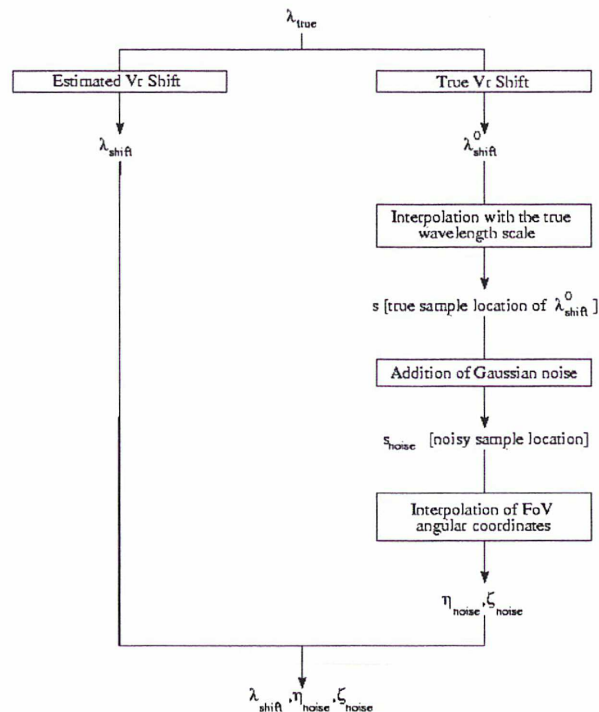 λtrue
Estimated Vr Shift
True Vr Shift
λshift
λ⁰shift
Interpolation with the true
wavelength scale
s [true sample location of λ⁰shift ]
Addition of Gaussian noise
snoise [noisy sample location]
Interpolation of FoV
angular coordinates
ηnoise,ζnoise
λshift ,ηnoise,ζnoise